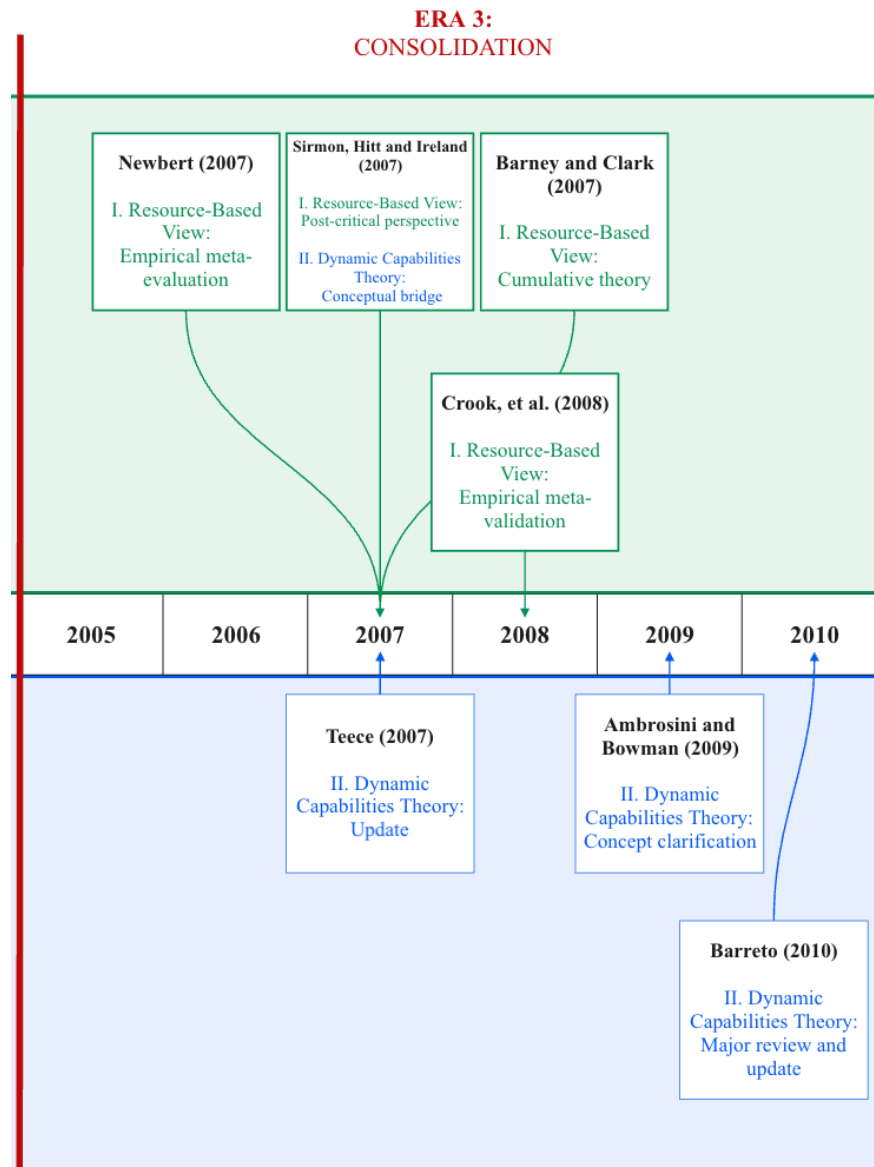 ERA 3:
CONSOLIDATION
Newbert (2007)
I. Resource-Based
View:
Empirical meta-
evaluation
Sirmon, Hitt and Ireland
(2007)
I. Resource-Based View:
Post-critical perspective
II. Dynamic Capabilities
Theory:
Conceptual bridge
Barney and Clark
(2007)
I. Resource-Based
View:
Cumulative theory
Crook, et al. (2008)
I. Resource-Based
View:
Empirical meta-
validation
2005 2006 2007 2008 2009 2010
Teece (2007)
II. Dynamic
Capabilities Theory:
Update
Ambrosini and
Bowman (2009)
II. Dynamic
Capabilities Theory:
Concept clarification
Barreto (2010)
II. Dynamic
Capabilities Theory:
Major review and
update